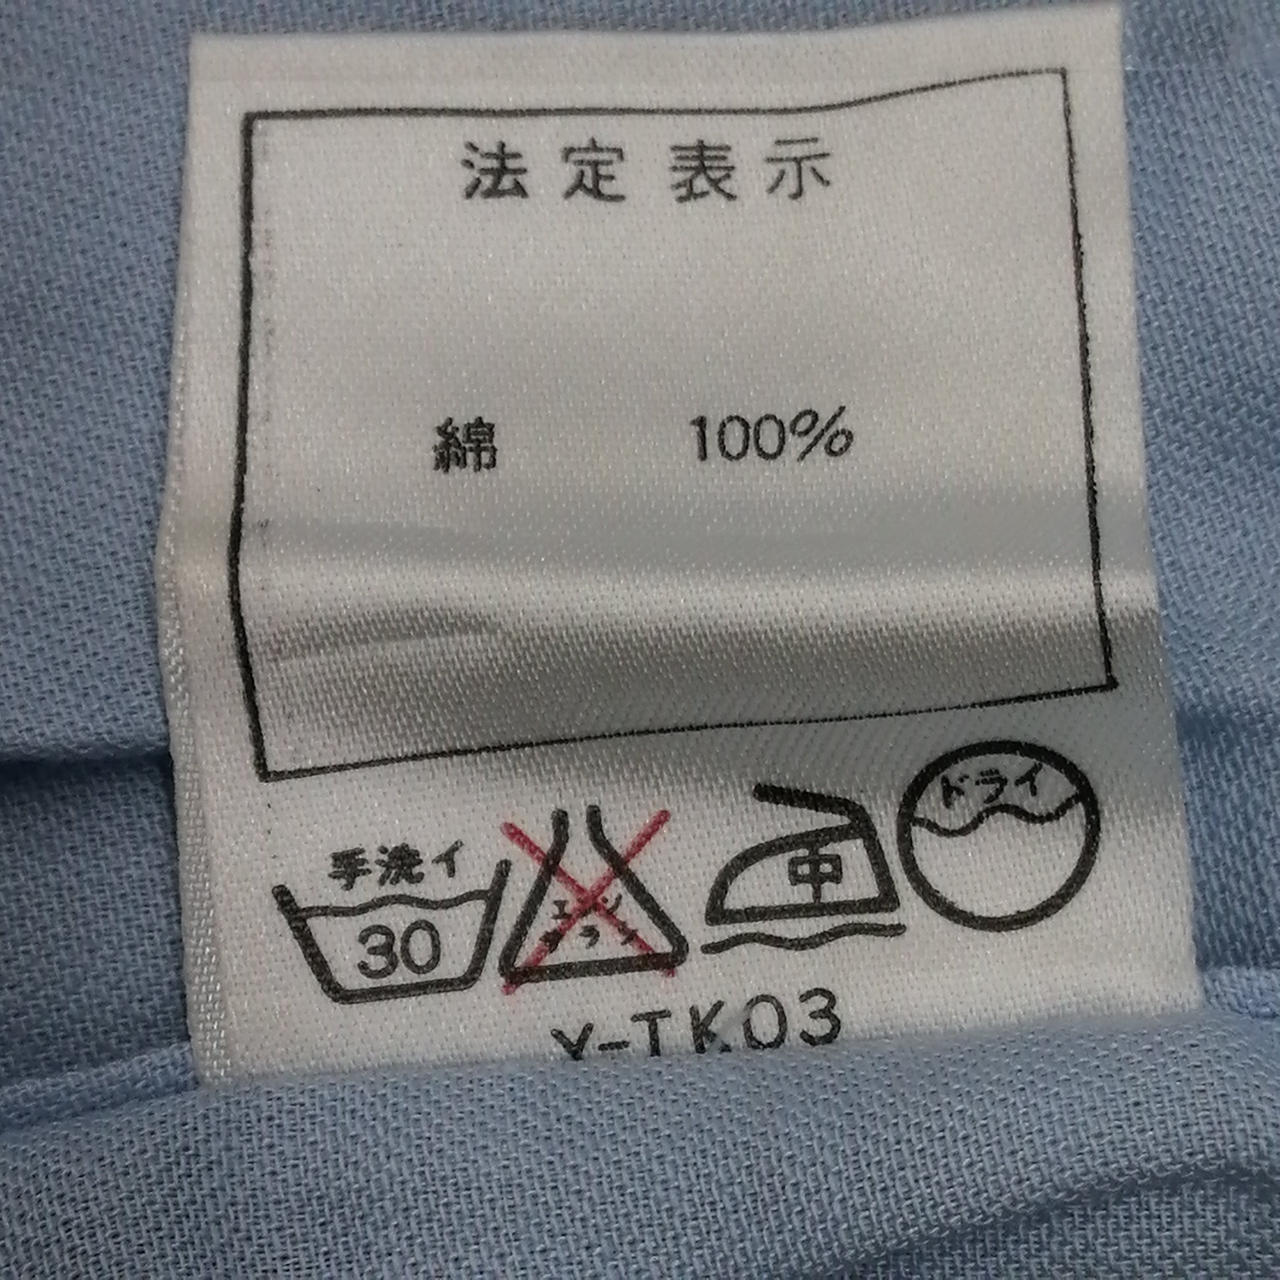 法定表示
綿 100%
手洗イ
30
エンソ
サラシ
中
ドライ
Y-TK03